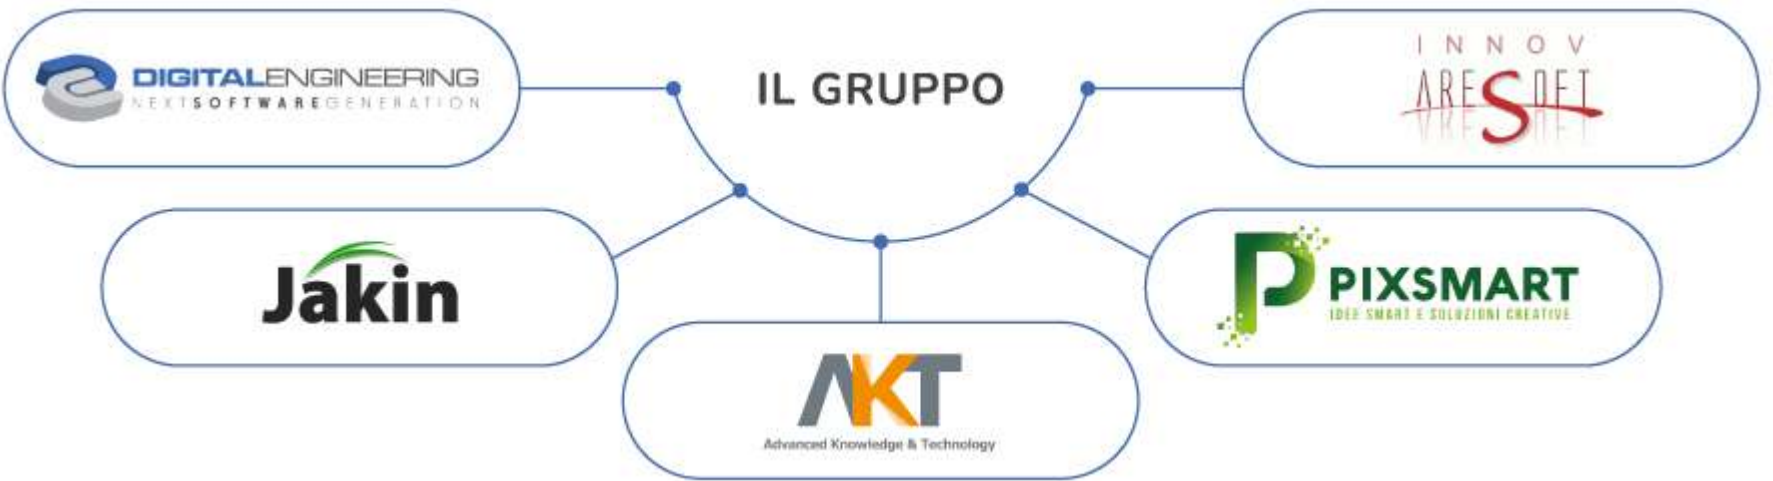 DIGITALENGINEERING
NEXTSOFTWAREGENERATION
IL GRUPPO
INNOV
ARESOFT
Jakin
PIXSMART
IDEE SMART E SOLUZIONI CREATIVE
AKT
Advanced Knowledge & Technology